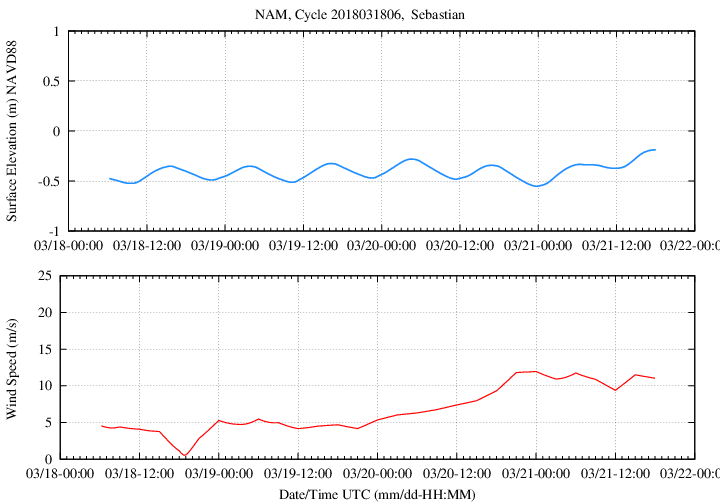 NAM, Cycle 2018031806, Sebastian
1
0.5
0
-0.5
-1
Surface Elevation (m) NAVD88
03/18-00:00 03/18-12:00 03/19-00:00 03/19-12:00 03/20-00:00 03/20-12:00 03/21-00:00 03/21-12:00 03/22-00:0
25
20
15
10
5
0
Wind Speed (m/s)
03/18-00:00 03/18-12:00 03/19-00:00 03/19-12:00 03/20-00:00 03/20-12:00 03/21-00:00 03/21-12:00 03/22-00:0
Date/Time UTC (mm/dd-HH:MM)